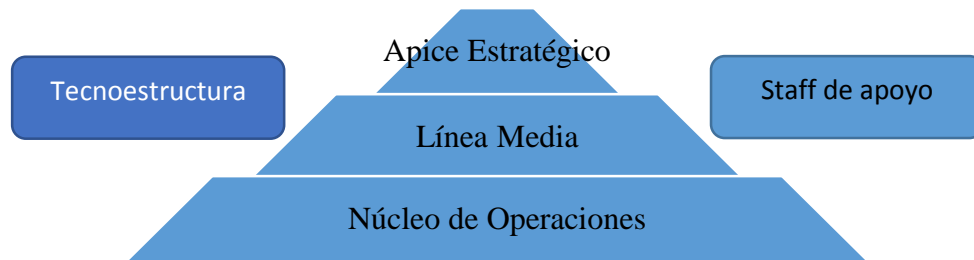 Apice Estratégico
Tecnoestructura
Staff de apoyo
Línea Media
Núcleo de Operaciones